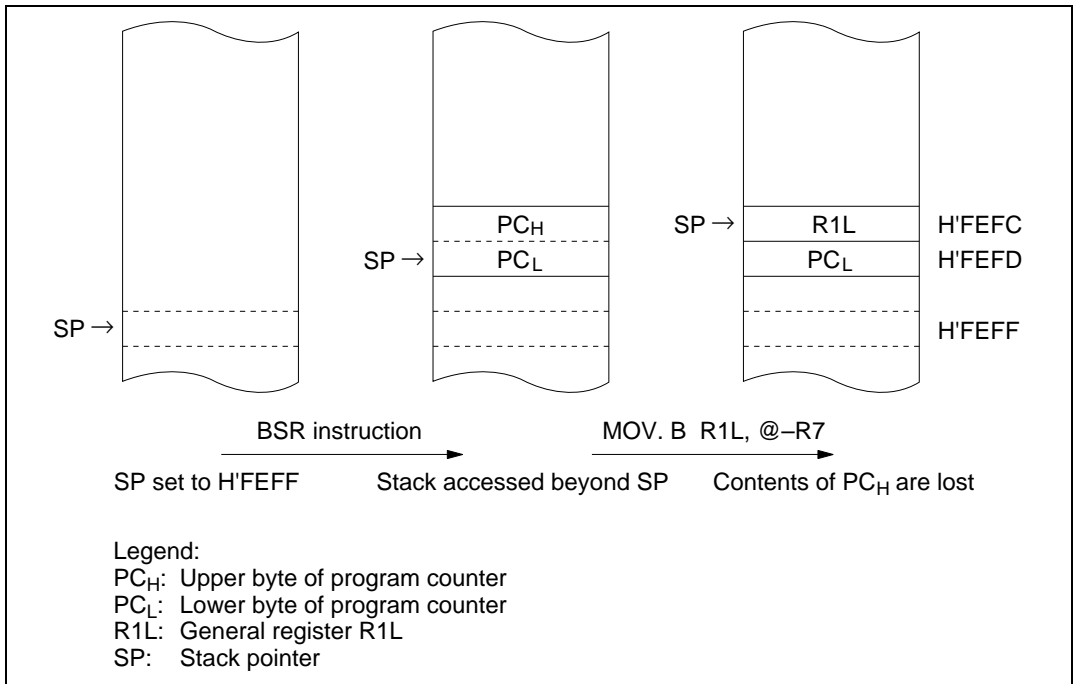 PCH
SP → R1L H'FEFC
SP → PCL
PCL H'FEFD
SP → H'FEFF
BSR instruction
MOV. B R1L, @–R7
SP set to H'FEFF
Stack accessed beyond SP
Contents of PCH are lost
Legend:
PCH: Upper byte of program counter
PCL: Lower byte of program counter
R1L: General register R1L
SP: Stack pointer